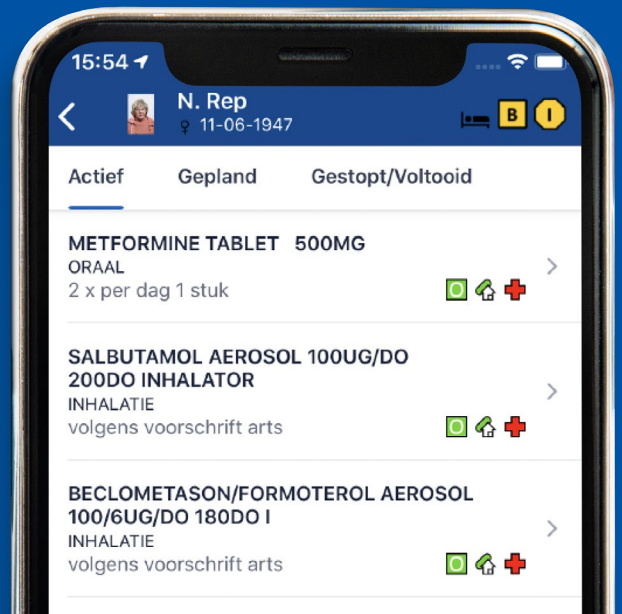 15:54
N. Rep
♀ 11-06-1947
B I
Actief Gepland Gestopt/Voltooid
METFORMINE TABLET 500MG
ORAAL
2 x per dag 1 stuk
O
SALBUTAMOL AEROSOL 100UG/DO
200DO INHALATOR
INHALATIE
volgens voorschrift arts
O
BECLOMETASON/FORMOTEROL AEROSOL
100/6UG/DO 180DO I
INHALATIE
volgens voorschrift arts
O